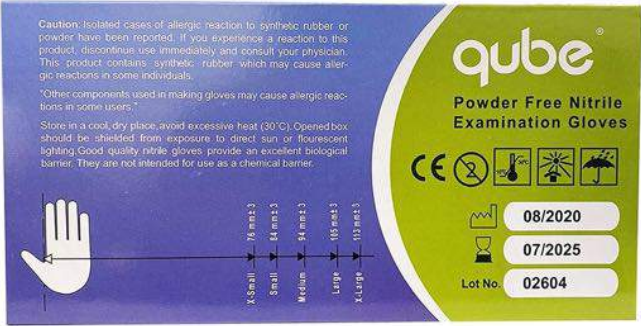 Caution: Isolated cases of allergic reaction to synthetic rubber or
powder have been reported. If you experience a reaction to this
product, discontinue use immediately and consult your physician.
This product contains synthetic rubber which may cause aller-
gic reactions in some individuals.
"Other components used in making gloves may cause allergic reac-
tions in some users."
Store in a cool, dry place,avoid excessive heat (30°C).Opened box
should be shielded from exposure to direct sun or flourescent
lighting.Good quality nitrile gloves provide an excellent biological
barrier. They are not intended for use as a chemical barrier.
X-Small 76 mm± 3
Small 84 mm± 3
Medium 94 mm± 3
Large 105 mm± 3
X-Large 113 mm± 3
qube®
Powder Free Nitrile
Examination Gloves
CE 2
08/2020
07/2025
Lot No. 02604